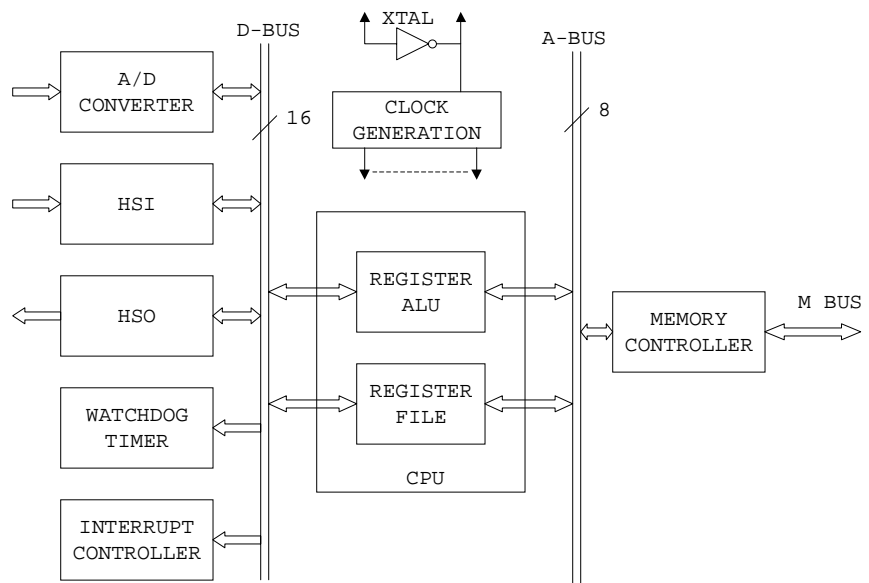 XTAL
D-BUS
A-BUS
A/D
CONVERTER
16
CLOCK
GENERATION
8
HSI
REGISTER
ALU
HSO
MEMORY
CONTROLLER
M BUS
WATCHDOG
TIMER
REGISTER
FILE
CPU
INTERRUPT
CONTROLLER